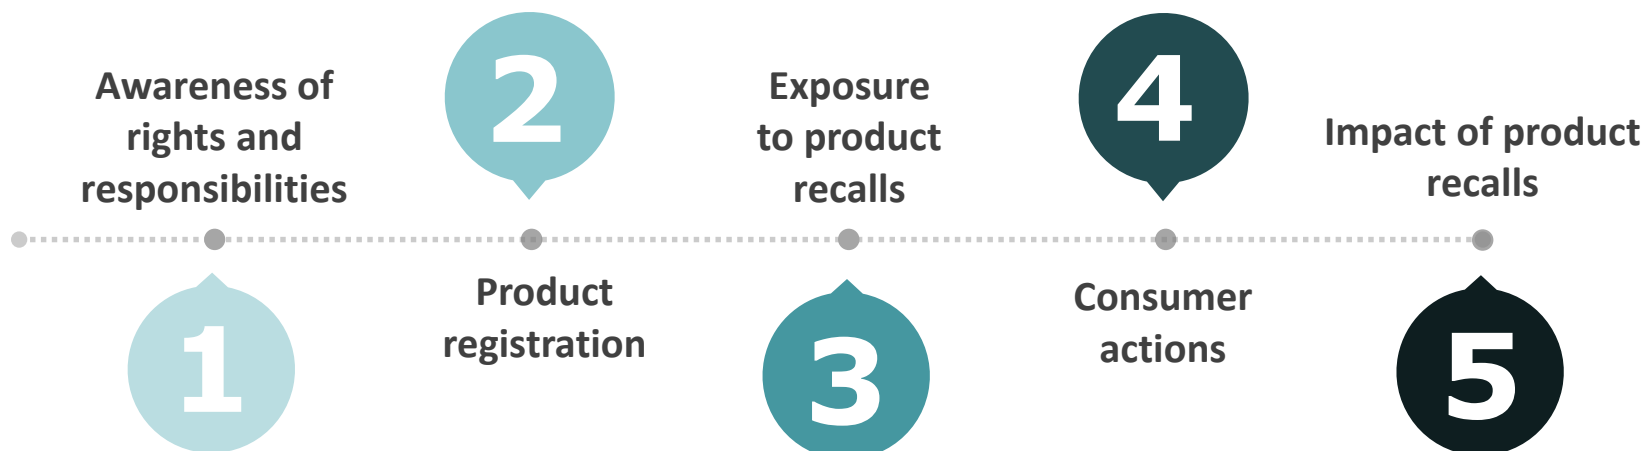 1
Awareness of
rights and
responsibilities
2
Product
registration
3
Exposure
to product
recalls
4
Consumer
actions
5
Impact of product
recalls